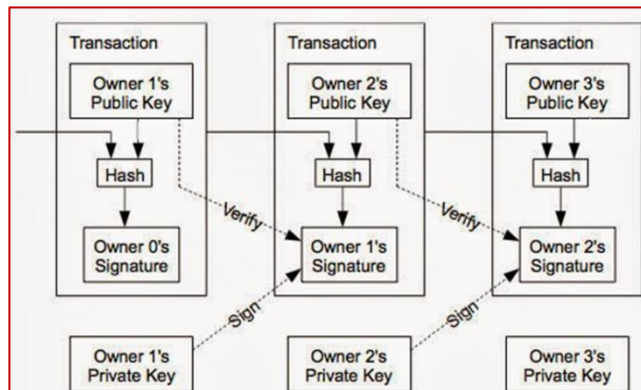 Transaction
Owner 1's
Public Key
Hash
Owner 0's
Signature
Transaction
Owner 2's
Public Key
Hash
Verify
Owner 1's
Signature
Transaction
Owner 3's
Public Key
Hash
Verify
Owner 2's
Signature
Sign
Sign
Owner 1's
Private Key
Owner 2's
Private Key
Owner 3's
Private Key